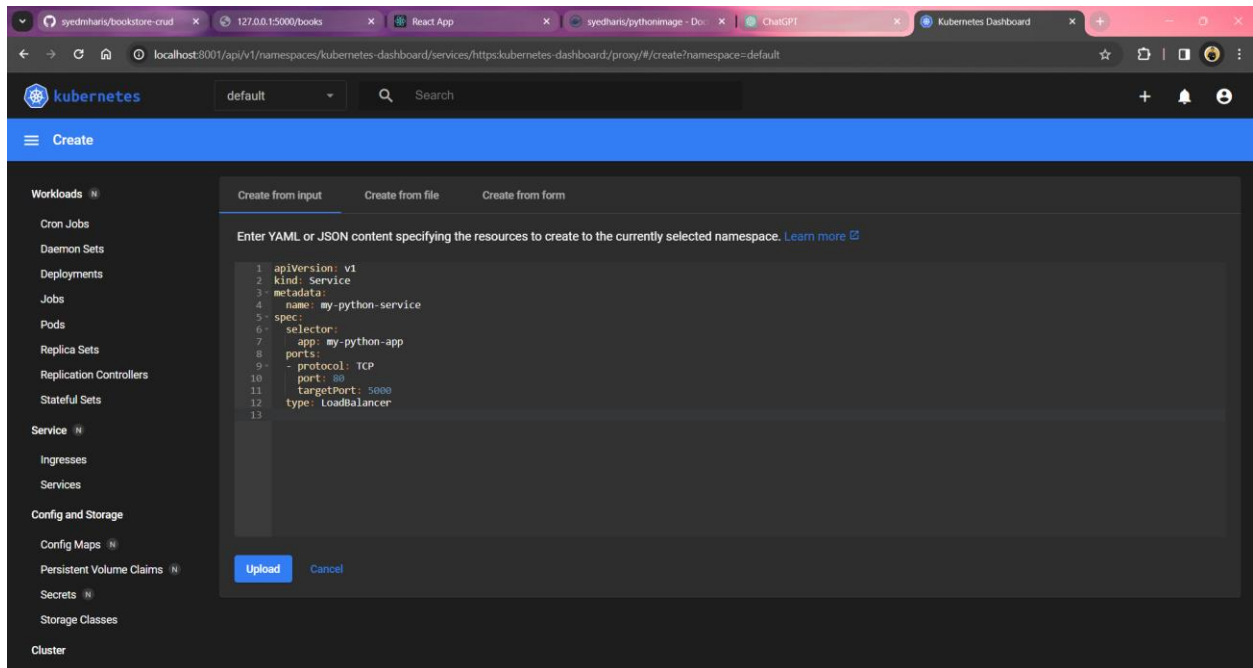 syedmharis/bookstore-crud
127.0.0.1:5000/books
React App
syedharis/pythonimage - Doc
ChatGPT
Kubernetes Dashboard
localhost:8001/api/v1/namespaces/kubernetes-dashboard/services/https:kubernetes-dashboard:/proxy/#/create?namespace=default
kubernetes
default
Search
Create
Workloads N
Cron Jobs
Daemon Sets
Deployments
Jobs
Pods
Replica Sets
Replication Controllers
Stateful Sets
Service N
Ingresses
Services
Config and Storage
Config Maps N
Persistent Volume Claims N
Secrets N
Storage Classes
Cluster
Create from input
Create from file
Create from form
Enter YAML or JSON content specifying the resources to create to the currently selected namespace. Learn more
1 apiVersion: v1
2 kind: Service
3 metadata:
4 name: my-python-service
5 spec:
6 selector:
7 app: my-python-app
8 ports:
9 - protocol: TCP
10 port: 80
11 targetPort: 5000
12 type: LoadBalancer
13
Upload
Cancel